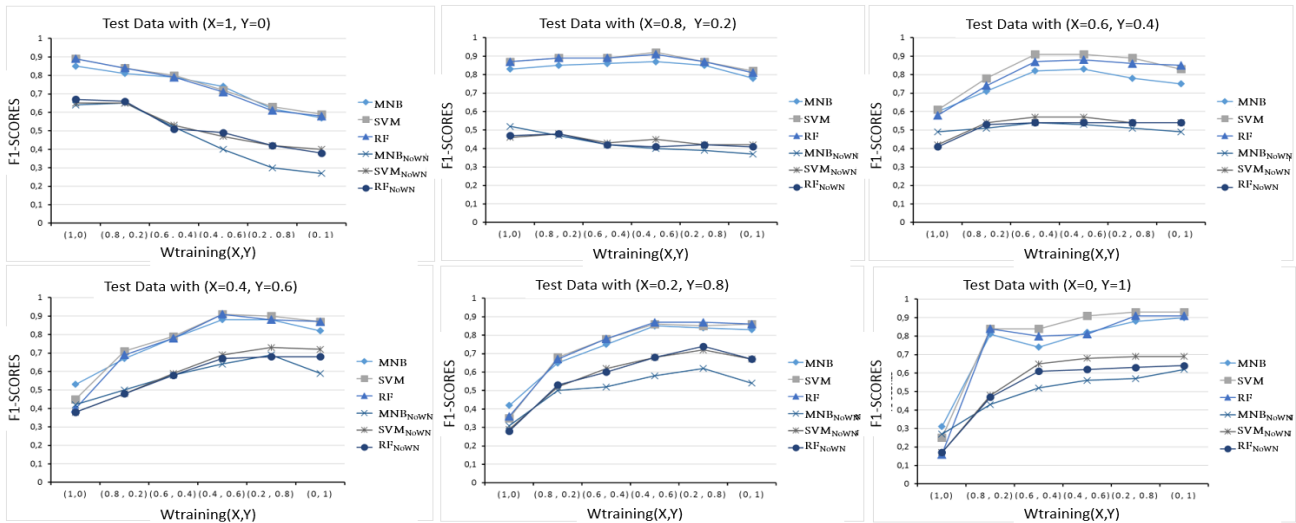 Test Data with (X=1, Y=0)
F1-SCORES
1
0,9
0,8
0,7
0,6
0,5
0,4
0,3
0,2
0,1
0
(1,0) (0.8 , 0.2) (0.6 , 0.4) (0.4 , 0.6) (0.2 , 0.8) (0, 1)
Wtraining(X,Y)
MNB
SVM
RF
MNBNoWN
SVMNoWN
RFNoWN
Test Data with (X=0.8, Y=0.2)
F1-SCORES
1
0,9
0,8
0,7
0,6
0,5
0,4
0,3
0,2
0,1
0
(1,0) (0.8 , 0.2) (0.6 , 0.4) (0.4 , 0.6) (0.2 , 0.8) (0, 1)
Wtraining(X,Y)
MNB
SVM
RF
MNBNoWN
SVMNoWN
RFNoWN
Test Data with (X=0.6, Y=0.4)
F1-SCORES
1
0,9
0,8
0,7
0,6
0,5
0,4
0,3
0,2
0,1
0
(1,0) (0.8 , 0.2) (0.6 , 0.4) (0.4 , 0.6) (0.2 , 0.8) (0, 1)
Wtraining(X,Y)
MNB
SVM
RF
MNBNoWN
SVMNoWN
RFNoWN
Test Data with (X=0.4, Y=0.6)
F1-SCORES
1
0,9
0,8
0,7
0,6
0,5
0,4
0,3
0,2
0,1
0
(1,0) (0.8 , 0.2) (0.6 , 0.4) (0.4 , 0.6) (0.2 , 0.8) (0, 1)
Wtraining(X,Y)
MNB
SVM
RF
MNBNoWN
SVMNoWN
RFNoWN
Test Data with (X=0.2, Y=0.8)
F1-SCORES
1
0,9
0,8
0,7
0,6
0,5
0,4
0,3
0,2
0,1
0
(1,0) (0.8 , 0.2) (0.6 , 0.4) (0.4 , 0.6) (0.2 , 0.8) (0, 1)
Wtraining(X,Y)
MNB
SVM
RF
MNBNoWN
SVMNoWN
RFNoWN
Test Data with (X=0, Y=1)
F1-SCORES
1
0,9
0,8
0,7
0,6
0,5
0,4
0,3
0,2
0,1
0
(1,0) (0.8 , 0.2) (0.6 , 0.4) (0.4 , 0.6) (0.2 , 0.8) (0, 1)
Wtraining(X,Y)
MNB
SVM
RF
MNBNoWN
SVMNoWN
RFNoWN